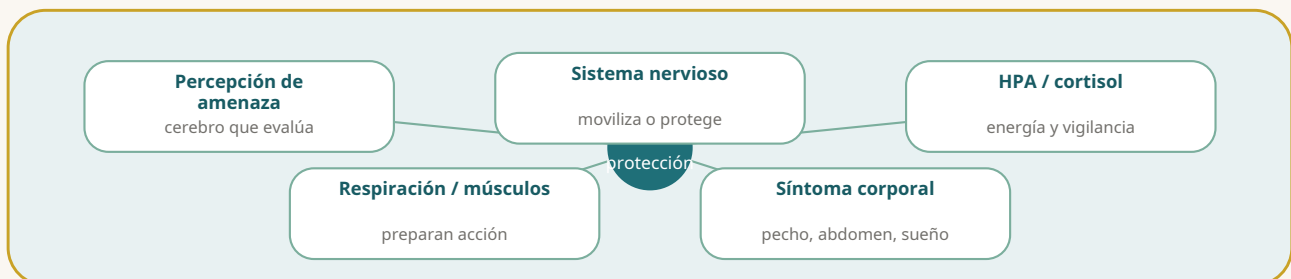 Percepción de
amenaza
cerebro que evalúa
Sistema nervioso
moviliza o protege
HPA / cortisol
energía y vigilancia
protección
Respiración / músculos
preparan acción
Síntoma corporal
pecho, abdomen, sueño